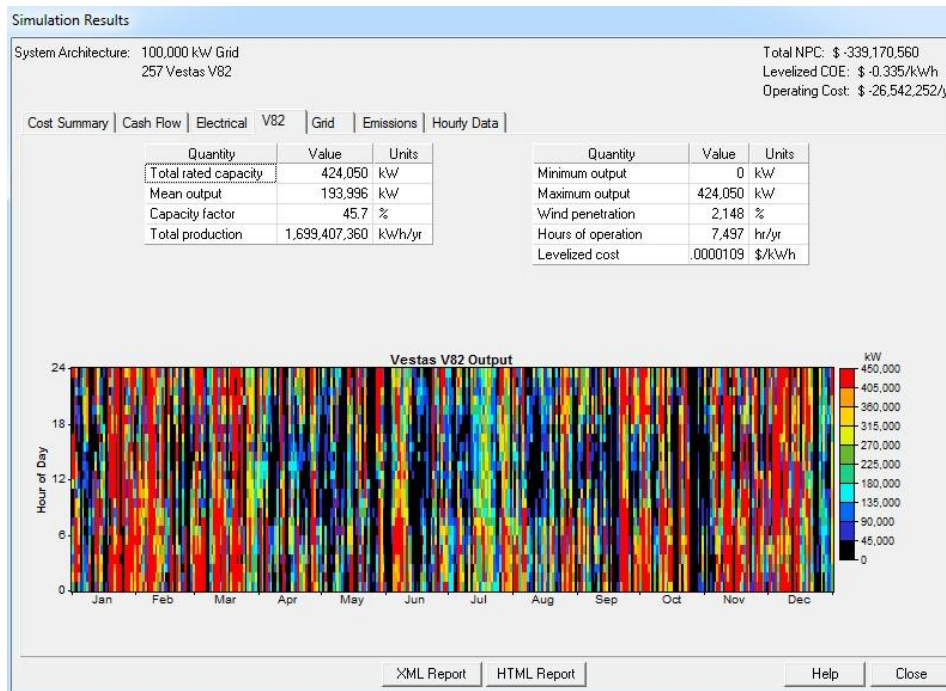 Simulation Results
System Architecture: 100,000 kW Grid
257 Vestas V82
Total NPC: $ -339,170,560
Levelized COE: $ -0.335/kWh
Operating Cost: $ -26,542,252/y
Cost Summary Cash Flow Electrical V82 Grid Emissions Hourly Data
Quantity Value Units
Total rated capacity 424,050 kW
Mean output 193,996 kW
Capacity factor 45.7 %
Total production 1,699,407,360 kWh/yr
Quantity Value Units
Minimum output 0 kW
Maximum output 424,050 kW
Wind penetration 2,148 %
Hours of operation 7,497 hr/yr
Levelized cost .0000109 $/kWh
Vestas V82 Output
Hour of Day
24
18
12
6
0
Jan Feb Mar Apr May Jun Jul Aug Sep Oct Nov Dec
kW
450,000
405,000
360,000
315,000
270,000
225,000
180,000
135,000
90,000
45,000
0
XML Report HTML Report Help Close